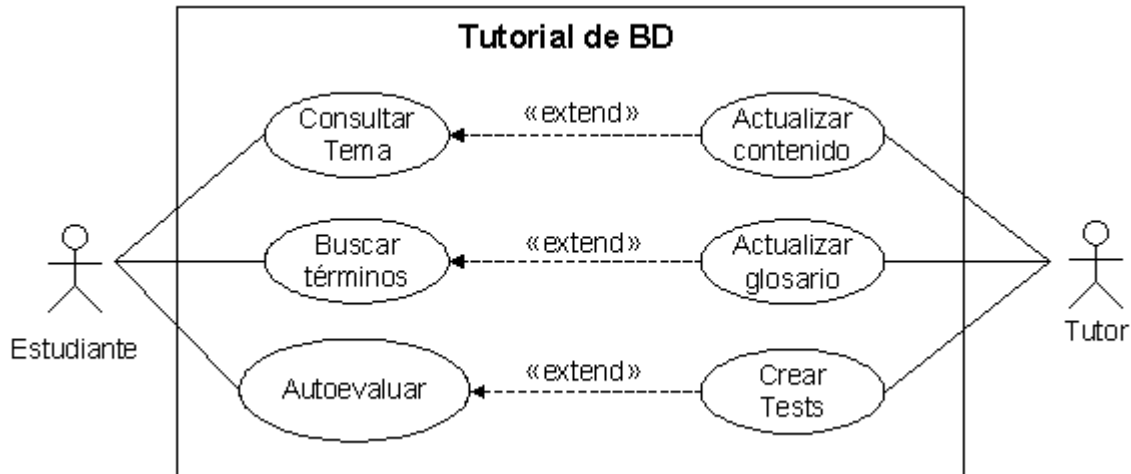 Tutorial de BD
Consultar
Tema
«extend»
Actualizar
contenido
Buscar
términos
«extend»
Actualizar
glosario
Estudiante
Tutor
Autoevaluar
«extend»
Crear
Tests